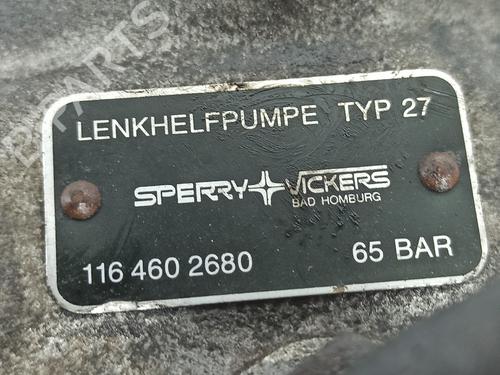 LENKHELFPUMPE TYP 27
SPERRY VICKERS
BAD HOMBURG
116 460 2680 65 BAR